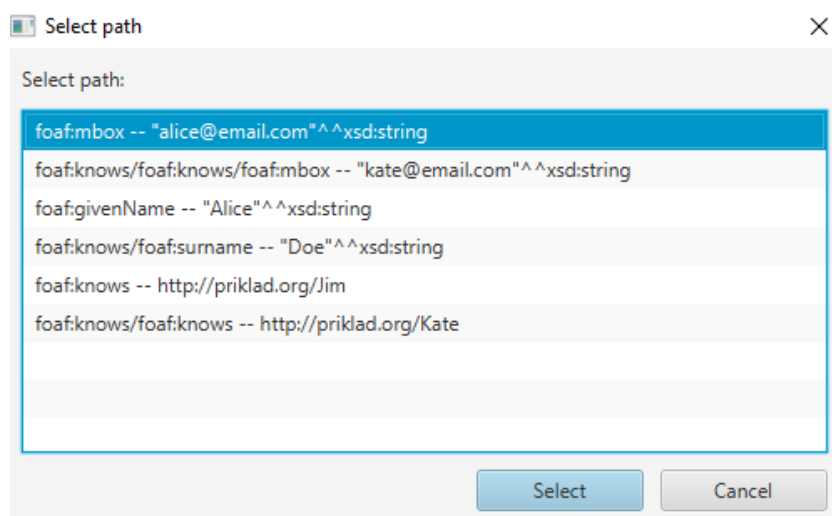 Select path
Select path:
foaf:mbox -- "alice@email.com"^^xsd:string
foaf:knows/foaf:knows/foaf:mbox -- "kate@email.com"^^xsd:string
foaf:givenName -- "Alice"^^xsd:string
foaf:knows/foaf:surname -- "Doe"^^xsd:string
foaf:knows -- http://priklad.org/Jim
foaf:knows/foaf:knows -- http://priklad.org/Kate
Select Cancel